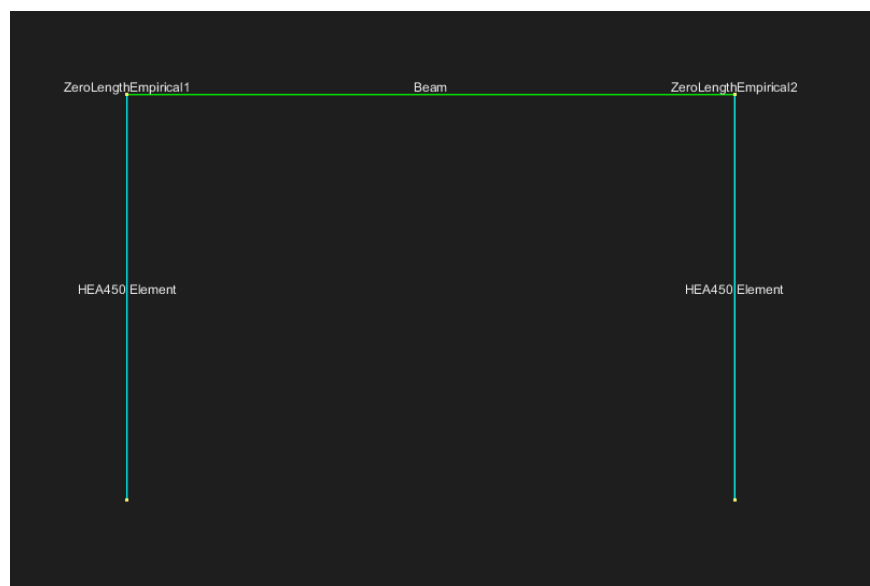 ZeroLengthEmpirical1
Beam
ZeroLengthEmpirical2
HEA450 Element
HEA450 Element